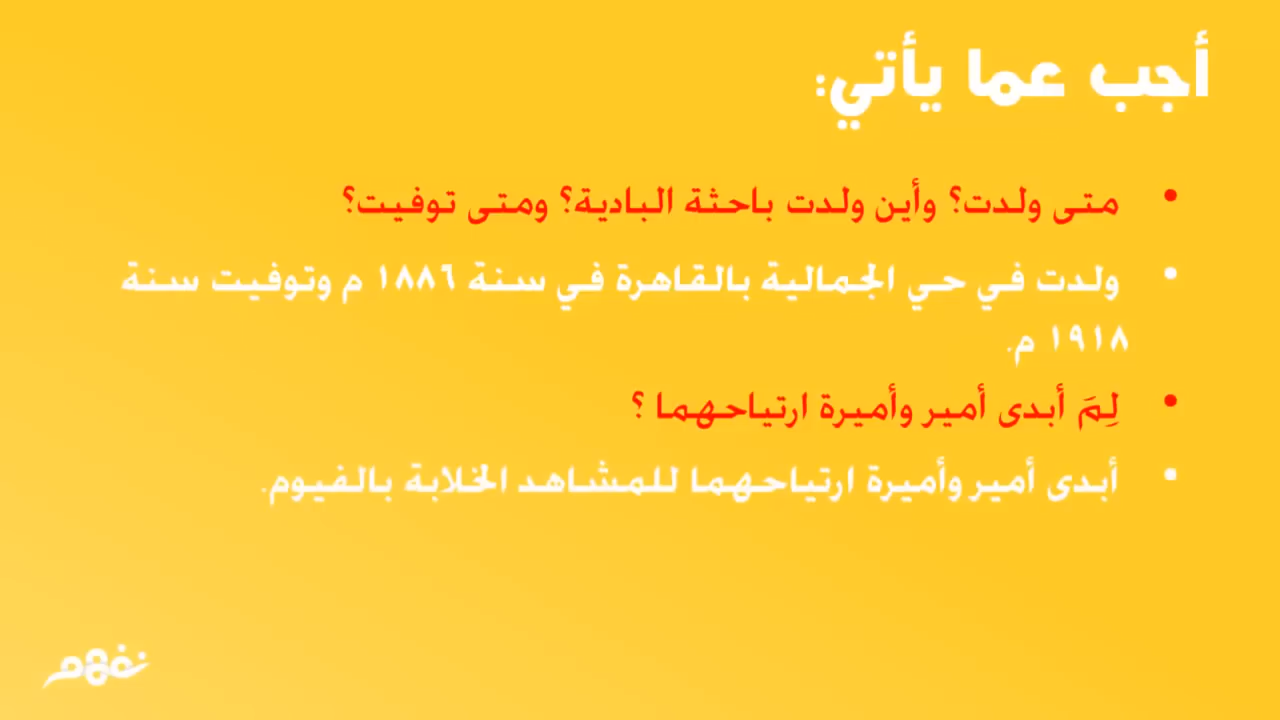 أجب عما يأتي:
• متى ولدت؟ وأين ولدت باحثة البادية؟ ومتى توفيت؟
• ولدت في حي الجمالية بالقاهرة في سنة ١٨٨٦ م وتوفيت سنة
١٩١٨ م.
• لِمَ أبدى أمير وأميرة ارتياحهما ؟
• أبدى أمير وأميرة ارتياحهما للمشاهد الخلابة بالفيوم.
نفهم